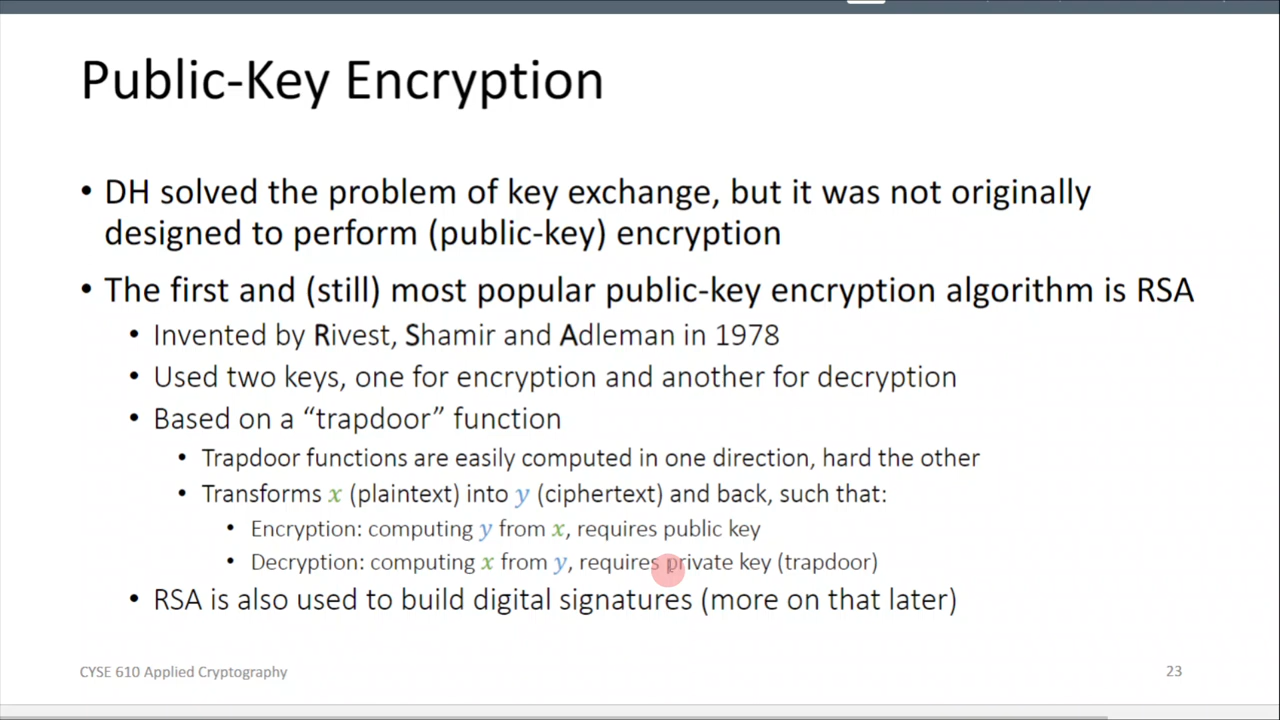 Public-Key Encryption
• DH solved the problem of key exchange, but it was not originally
designed to perform (public-key) encryption
• The first and (still) most popular public-key encryption algorithm is RSA
• Invented by Rivest, Shamir and Adleman in 1978
• Used two keys, one for encryption and another for decryption
• Based on a “trapdoor” function
• Trapdoor functions are easily computed in one direction, hard the other
• Transforms x (plaintext) into y (ciphertext) and back, such that:
• Encryption: computing y from x, requires public key
• Decryption: computing x from y, requires private key (trapdoor)
• RSA is also used to build digital signatures (more on that later)
CYSE 610 Applied Cryptography
23